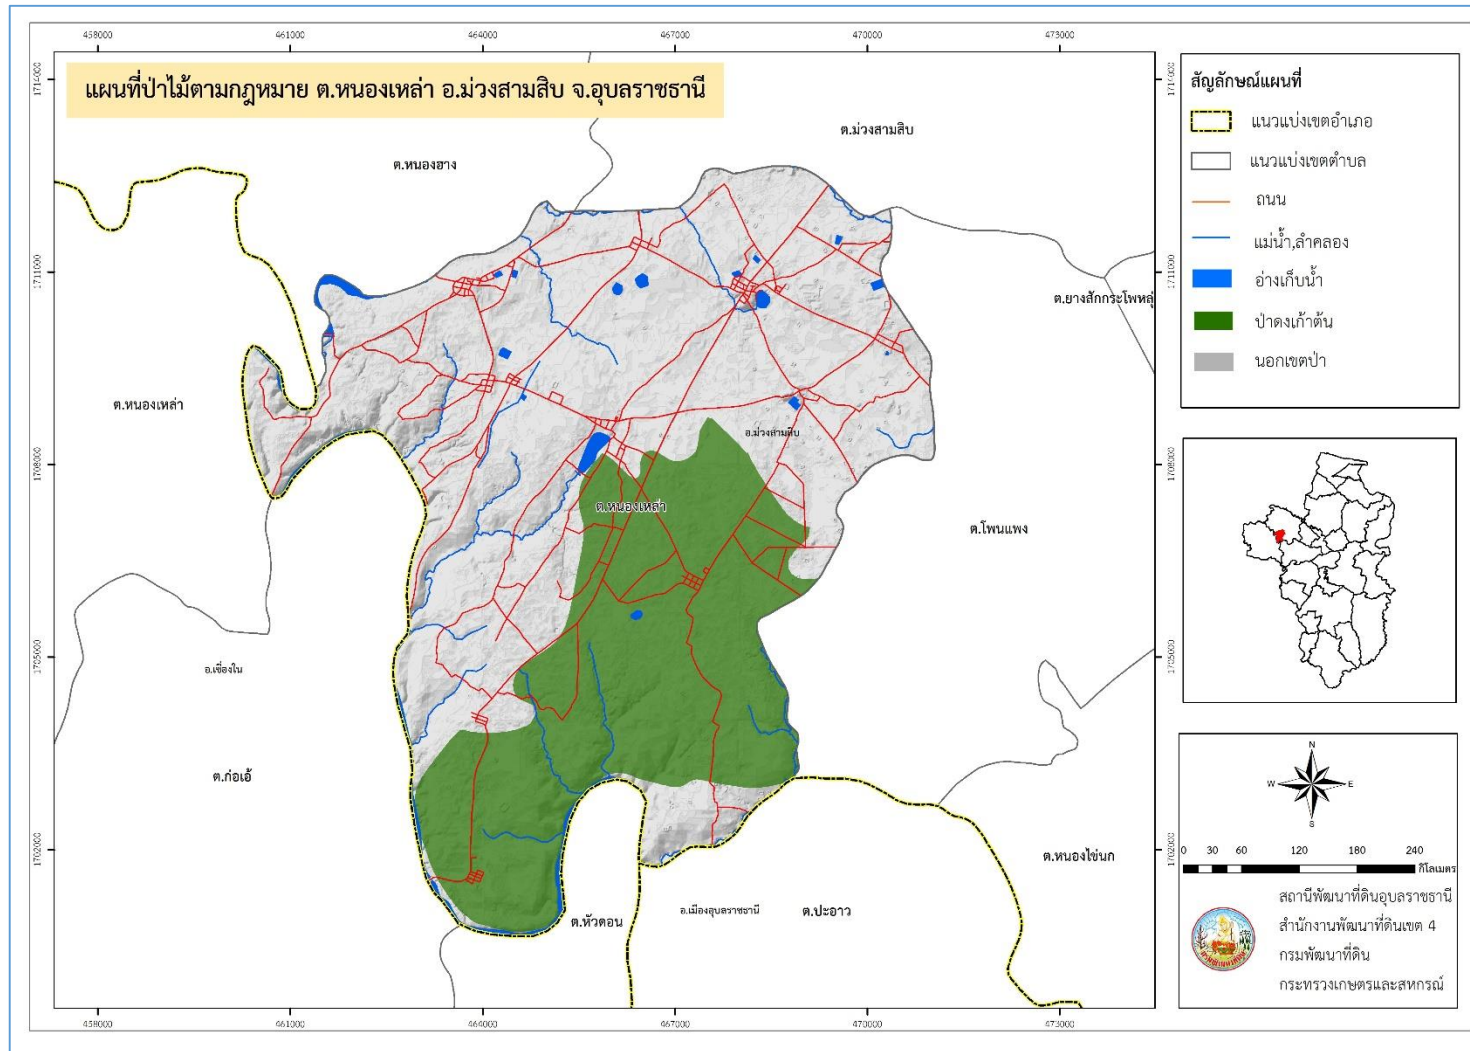 458000 461000 464000 467000 470000 473000
แผนที่ป่าไม้ตามกฎหมาย ต.หนองเหล่า อ.ม่วงสามสิบ จ.อุบลราชธานี
1714000
1714000
ต.ม่วงสามสิบ
ต.หนองฮาง
1711000
1711000
ต.ยางสักกระโพหลุ่
ต.หนองเหล่า
อ.ม่วงสามสิบ
1708000
1708000
ต.หนองเหล่า
ต.โพนแพง
1705000
1705000
อ.เขื่องใน
ต.ก่อเอ้
1702000
1702000
ต.หนองไข่นก
ต.หัวดอน
อ.เมืองอุบลราชธานี
ต.ปะอาว
458000 461000 464000 467000 470000 473000
สัญลักษณ์แผนที่
แนวแบ่งเขตอำเภอ
แนวแบ่งเขตตำบล
ถนน
แม่น้ำ,ลำคลอง
อ่างเก็บน้ำ
ป่าดงเก้าต้น
นอกเขตป่า
N
W E
S
0 30 60 120 180 240
กิโลเมตร
สถานีพัฒนาที่ดินอุบลราชธานี
สำนักงานพัฒนาที่ดินเขต 4
กรมพัฒนาที่ดิน
กระทรวงเกษตรและสหกรณ์